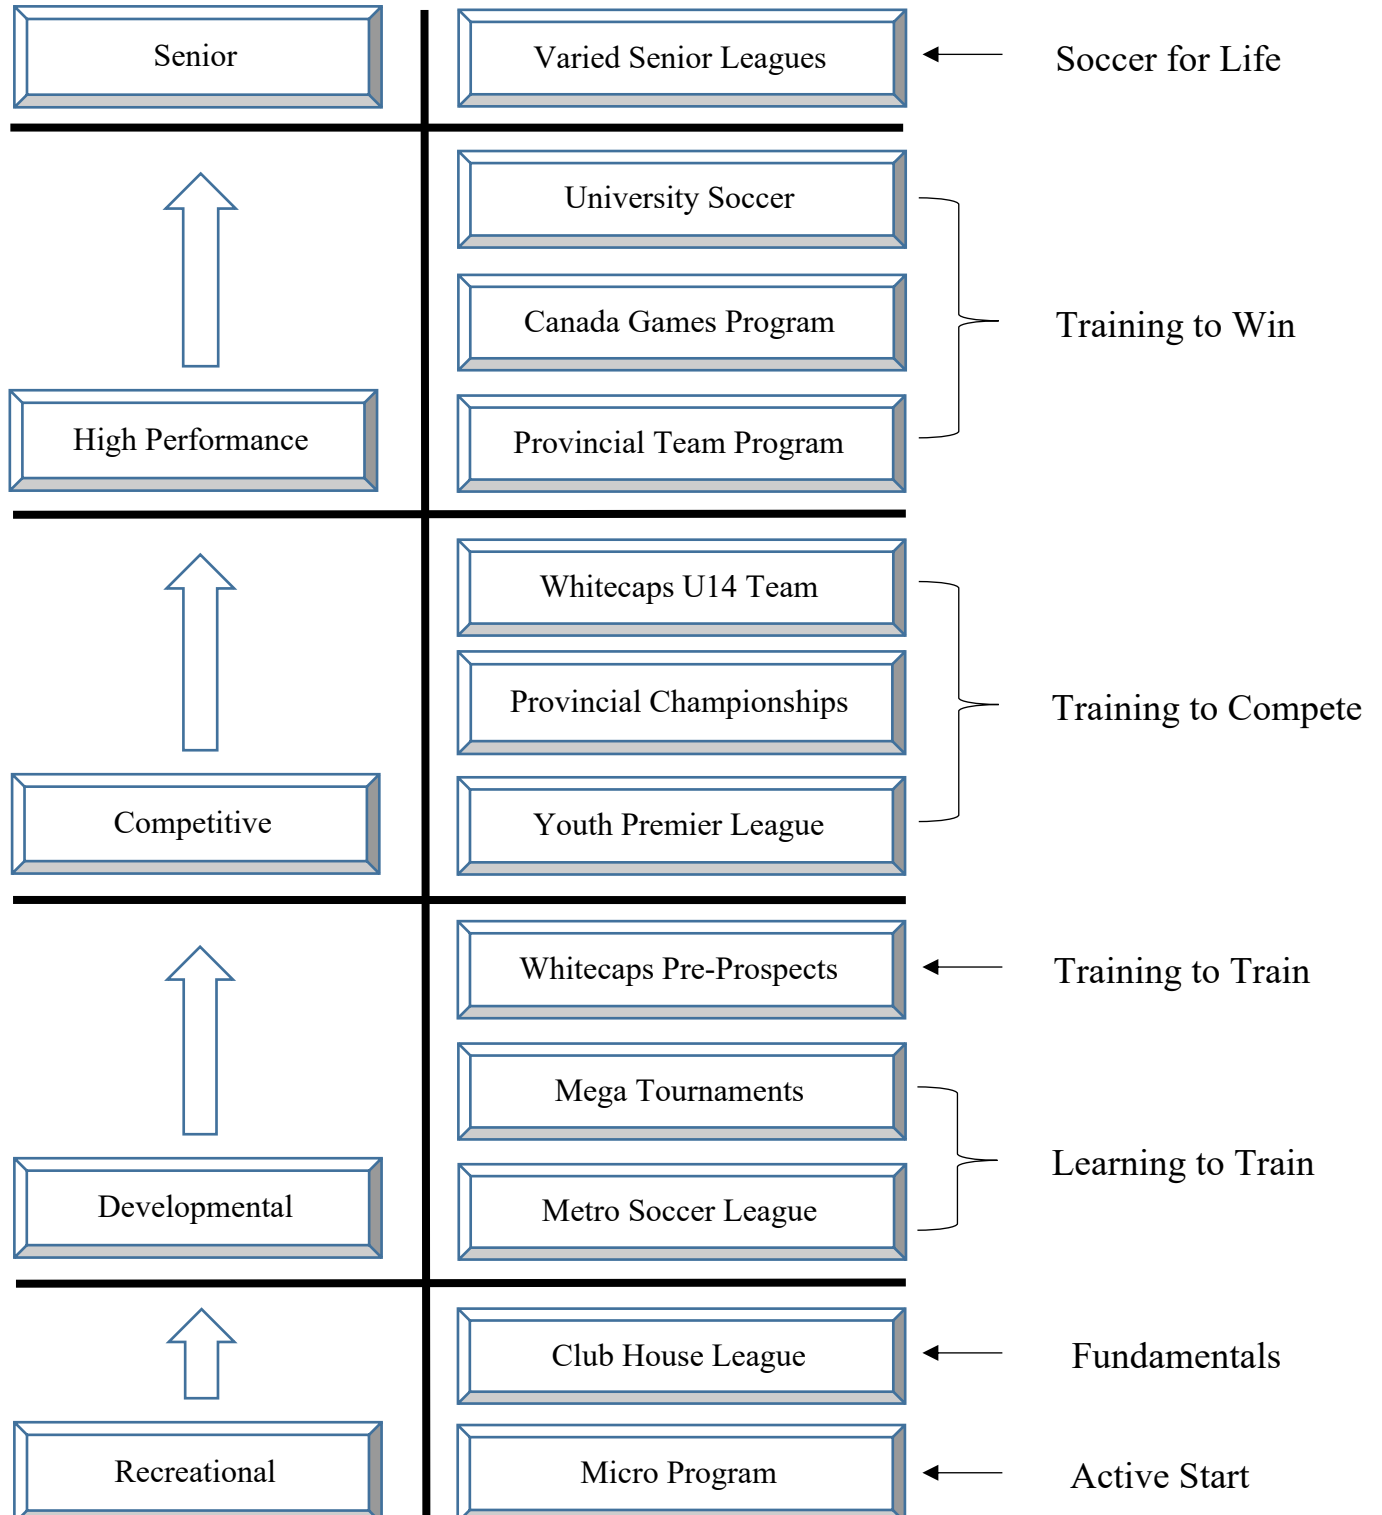 Senior
Varied Senior Leagues
Soccer for Life
University Soccer
Canada Games Program
Training to Win
High Performance
Provincial Team Program
Whitecaps U14 Team
Provincial Championships
Training to Compete
Competitive
Youth Premier League
Whitecaps Pre-Prospects
Training to Train
Mega Tournaments
Learning to Train
Developmental
Metro Soccer League
Club House League
Fundamentals
Recreational
Micro Program
Active Start